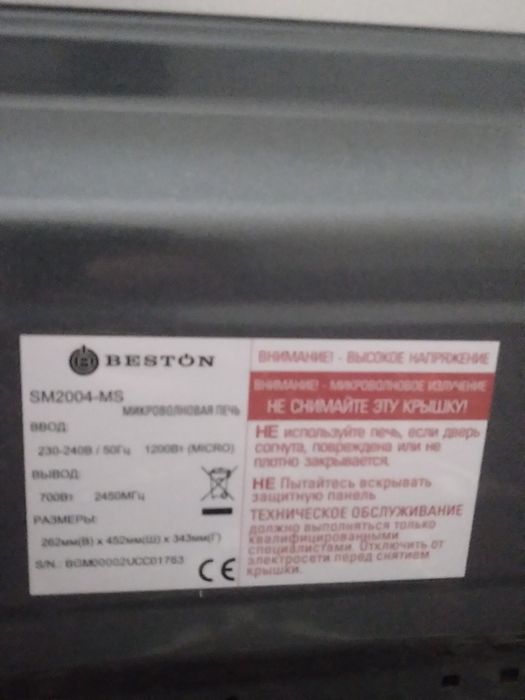 BESTON
SM2004-MS
МИКРОВОЛНОВАЯ ПЕЧЬ
ВВОД:
230-240В / 50Гц 1200Вт (MICRO)
ВЫВОД:
700Вт 2450МГц
РАЗМЕРЫ:
262мм(В) x 452мм(Ш) x 343мм(Г)
S/N.: BGM00002UCC01763
CE
ВНИМАНИЕ! - ВЫСОКОЕ НАПРЯЖЕНИЕ
ВНИМАНИЕ! - МИКРОВОЛНОВОЕ ИЗЛУЧЕНИЕ
НЕ СНИМАЙТЕ ЭТУ КРЫШКУ!
НЕ используйте печь, если дверь
согнута, повреждена или не
плотно закрывается.
НЕ Пытайтесь вскрывать
защитную панель
ТЕХНИЧЕСКОЕ ОБСЛУЖИВАНИЕ
должно выполняться только
квалифицированными
специалистами. Отключить от
электросети перед снятием
крышки.